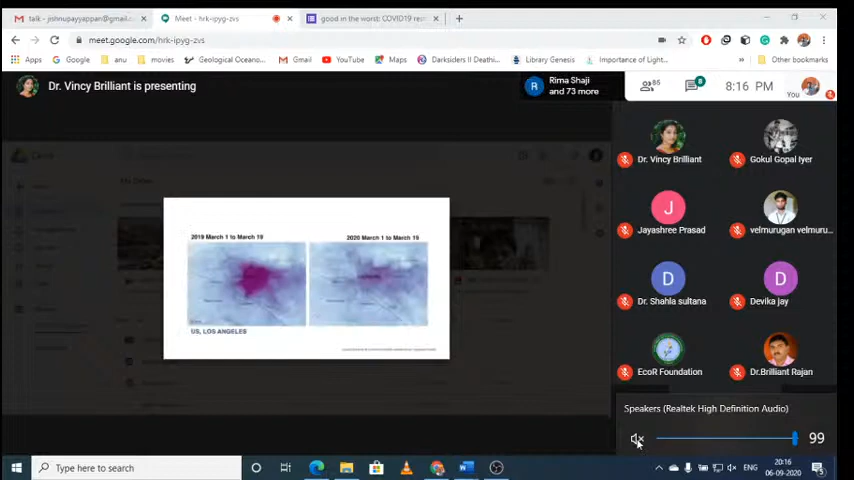 talk - jishnupayyappan@gmail.c
Meet - hrk-ipyg-zvs
good in the worst: COVID19 res
meet.google.com/hrk-ipyg-zvs
Apps
Google
anu
movies
Geological Oceano...
Gmail
YouTube
Maps
Darksiders II Deathi...
Library Genesis
Importance of Light...
Other bookmarks
Dr. Vincy Brilliant is presenting
R
Rima Shaji
and 73 more
85
8
8:16 PM
You
Dr. Vincy Brilliant
Gokul Gopal Iyer
J
Jayashree Prasad
velmurugan velmuru...
D
Dr. Shahla sultana
D
Devika jay
EcoR Foundation
Dr.Brilliant Rajan
2019 March 1 to March 19
2020 March 1 to March 19
US, LOS ANGELES
Speakers (Realtek High Definition Audio)
99
Type here to search
ENG
20:16
06-09-2020
5